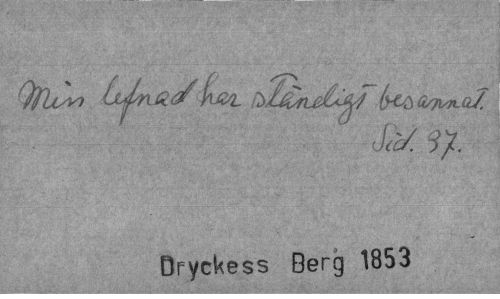 Min lefnad har ständigt besannat.
Sid. 37.
Dryckess Berg 1853